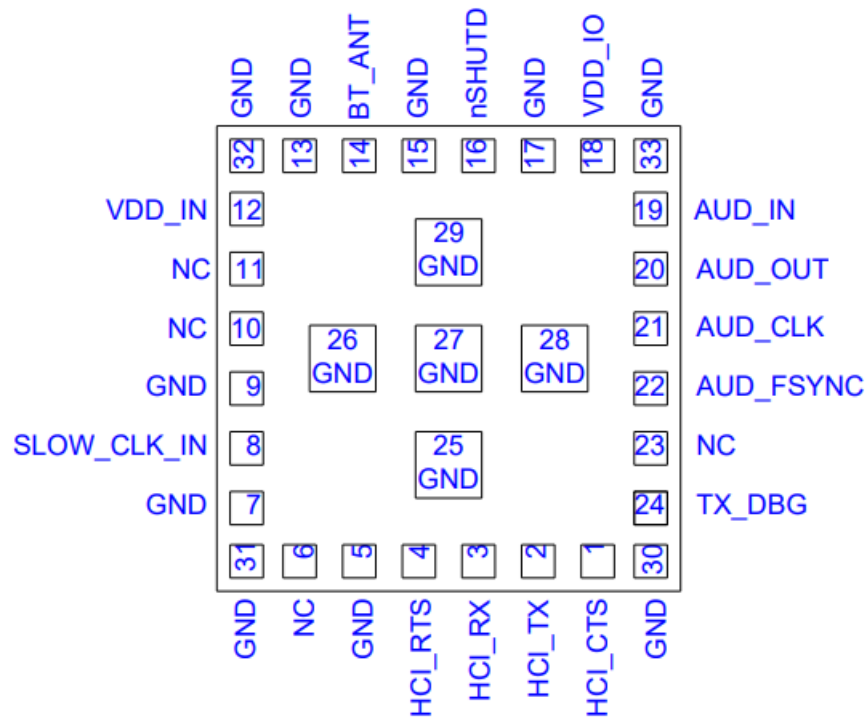 GND
GND
BT_ANT
GND
nSHUTD
GND
VDD_IO
GND
32
13
14
15
16
17
18
33
VDD_IN 12
19 AUD_IN
29
GND
NC 11
20 AUD_OUT
NC 10
21 AUD_CLK
26
GND
27
GND
28
GND
GND 9
22 AUD_FSYNC
SLOW_CLK_IN 8
25
GND
23 NC
GND 7
24 TX_DBG
31
6
5
4
3
2
1
30
GND
NC
GND
HCI_RTS
HCI_RX
HCI_TX
HCI_CTS
GND